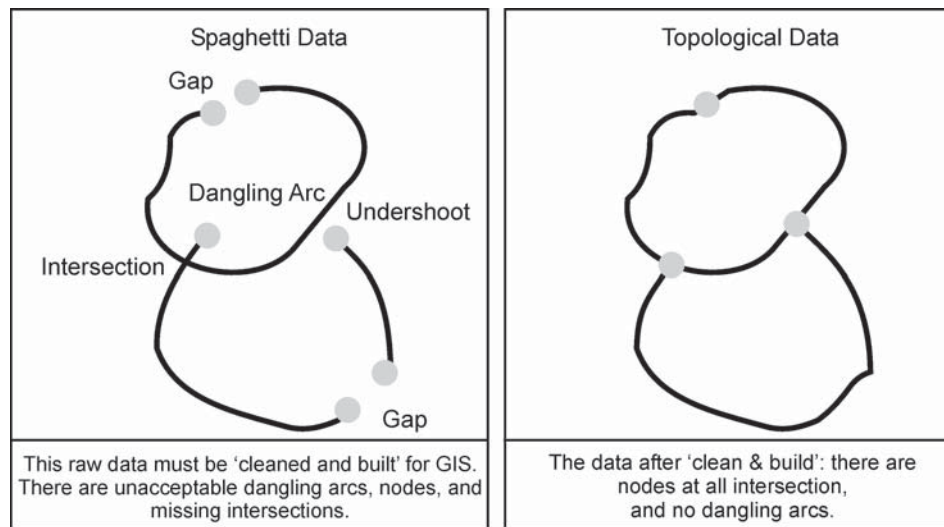 Spaghetti Data
Gap
Dangling Arc
Undershoot
Intersection
Gap
This raw data must be 'cleaned and built' for GIS.
There are unacceptable dangling arcs, nodes, and
missing intersections.
Topological Data
The data after 'clean & build': there are
nodes at all intersection,
and no dangling arcs.